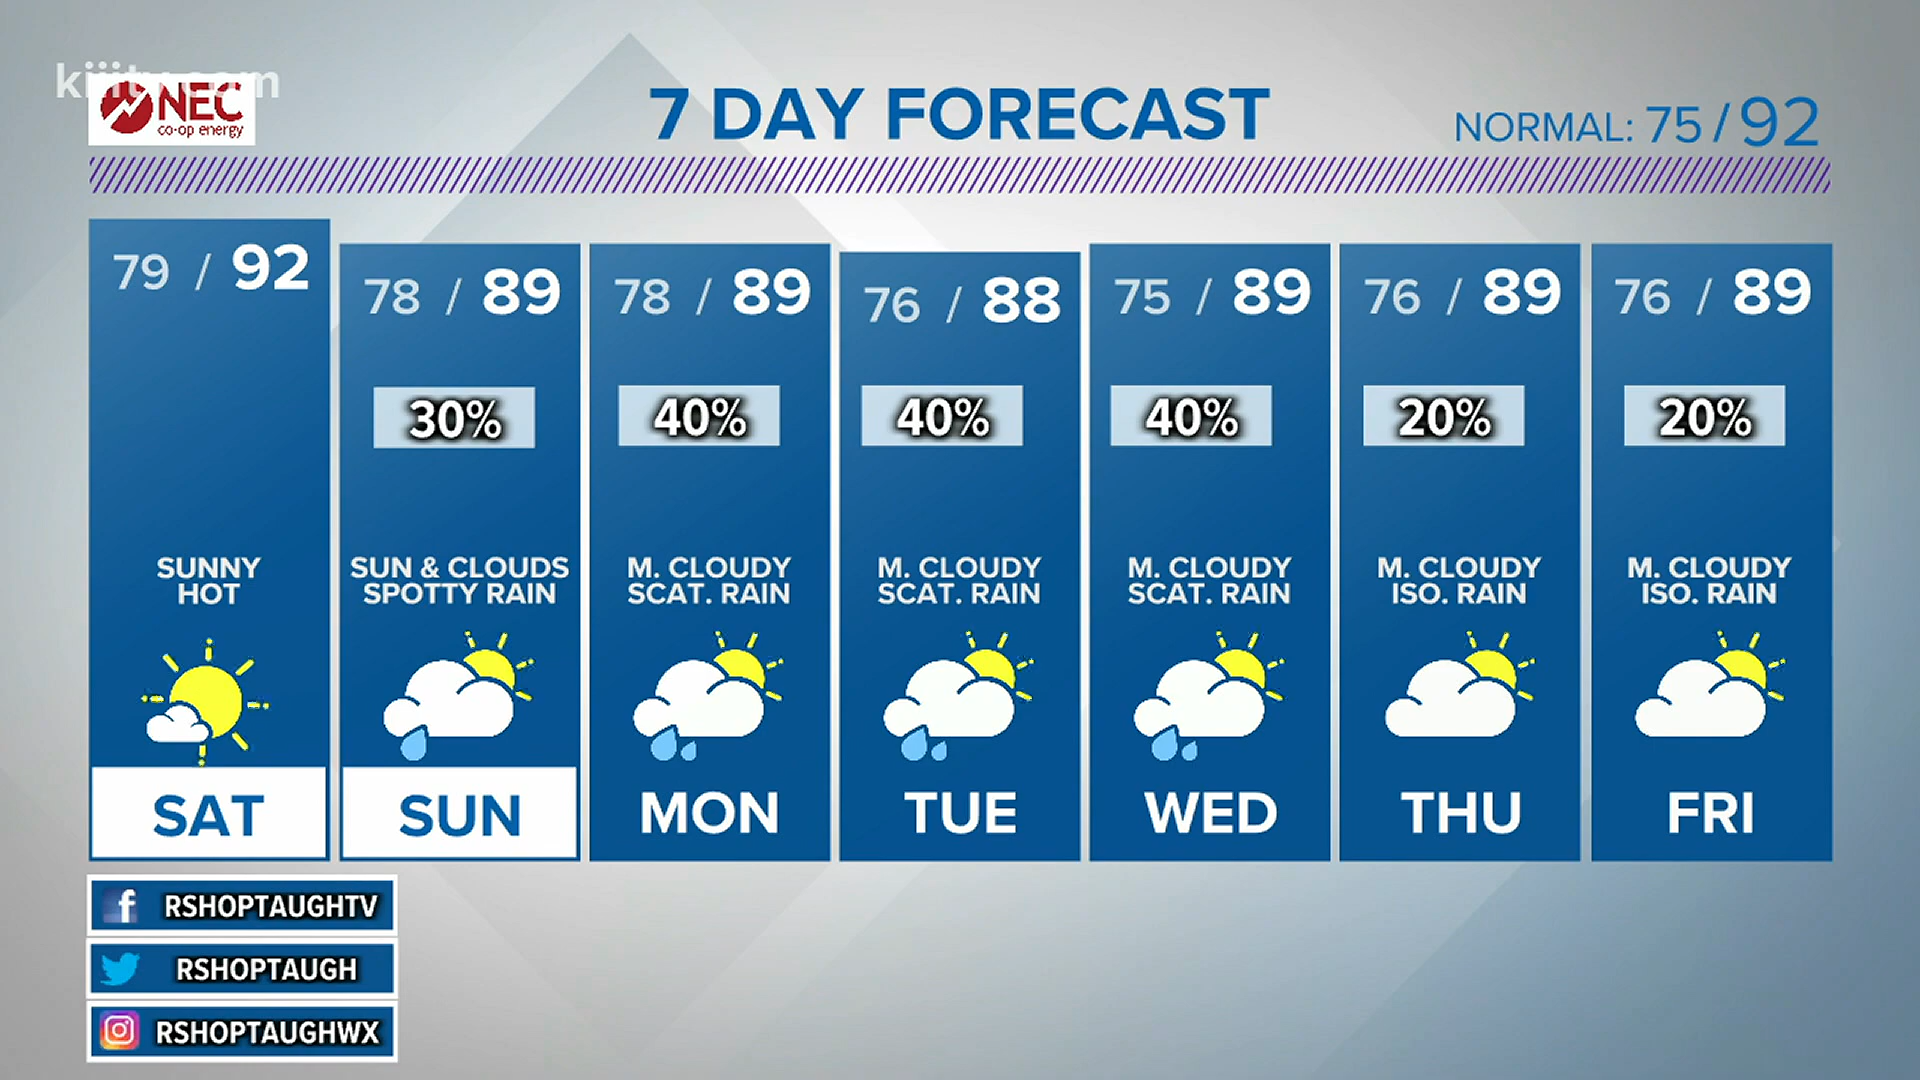 kiiitv.com
NEC
co-op energy
7 DAY FORECAST
NORMAL: 75 / 92
79 / 92
SUNNY
HOT
SAT
78 / 89
30%
SUN & CLOUDS
SPOTTY RAIN
SUN
78 / 89
40%
M. CLOUDY
SCAT. RAIN
MON
76 / 88
40%
M. CLOUDY
SCAT. RAIN
TUE
75 / 89
40%
M. CLOUDY
SCAT. RAIN
WED
76 / 89
20%
M. CLOUDY
ISO. RAIN
THU
76 / 89
20%
M. CLOUDY
ISO. RAIN
FRI
f RSHOPTAUGHTV
RSHOPTAUGH
RSHOPTAUGHWX